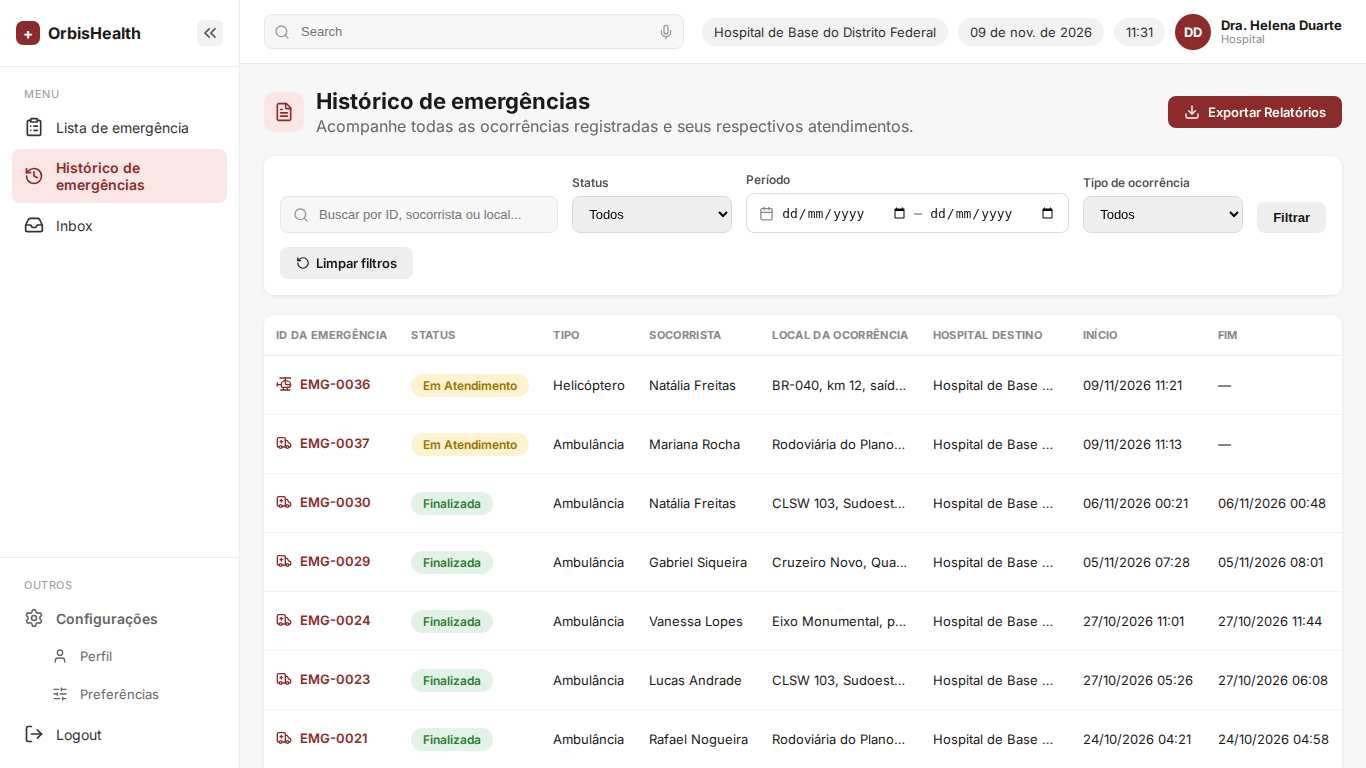 OrbisHealth
Search
Hospital de Base do Distrito Federal
09 de nov. de 2026
11:31
DD
Dra. Helena Duarte
Hospital
MENU
Lista de emergência
Histórico de
emergências
Inbox
OUTROS
Configurações
Perfil
Preferências
Logout
Histórico de emergências
Acompanhe todas as ocorrências registradas e seus respectivos atendimentos.
Exportar Relatórios
Buscar por ID, socorrista ou local...
Status
Todos
Período
dd/mm/yyyy – dd/mm/yyyy
Tipo de ocorrência
Todos
Filtrar
Limpar filtros
ID DA EMERGÊNCIA STATUS TIPO SOCORRISTA LOCAL DA OCORRÊNCIA HOSPITAL DESTINO INÍCIO FIM
EMG-0036 Em Atendimento Helicóptero Natália Freitas BR-040, km 12, saíd... Hospital de Base ... 09/11/2026 11:21 —
EMG-0037 Em Atendimento Ambulância Mariana Rocha Rodoviária do Plano... Hospital de Base ... 09/11/2026 11:13 —
EMG-0030 Finalizada Ambulância Natália Freitas CLSW 103, Sudoest... Hospital de Base ... 06/11/2026 00:21 06/11/2026 00:48
EMG-0029 Finalizada Ambulância Gabriel Siqueira Cruzeiro Novo, Qua... Hospital de Base ... 05/11/2026 07:28 05/11/2026 08:01
EMG-0024 Finalizada Ambulância Vanessa Lopes Eixo Monumental, p... Hospital de Base ... 27/10/2026 11:01 27/10/2026 11:44
EMG-0023 Finalizada Ambulância Lucas Andrade CLSW 103, Sudoest... Hospital de Base ... 27/10/2026 05:26 27/10/2026 06:08
EMG-0021 Finalizada Ambulância Rafael Nogueira Rodoviária do Plano... Hospital de Base ... 24/10/2026 04:21 24/10/2026 04:58